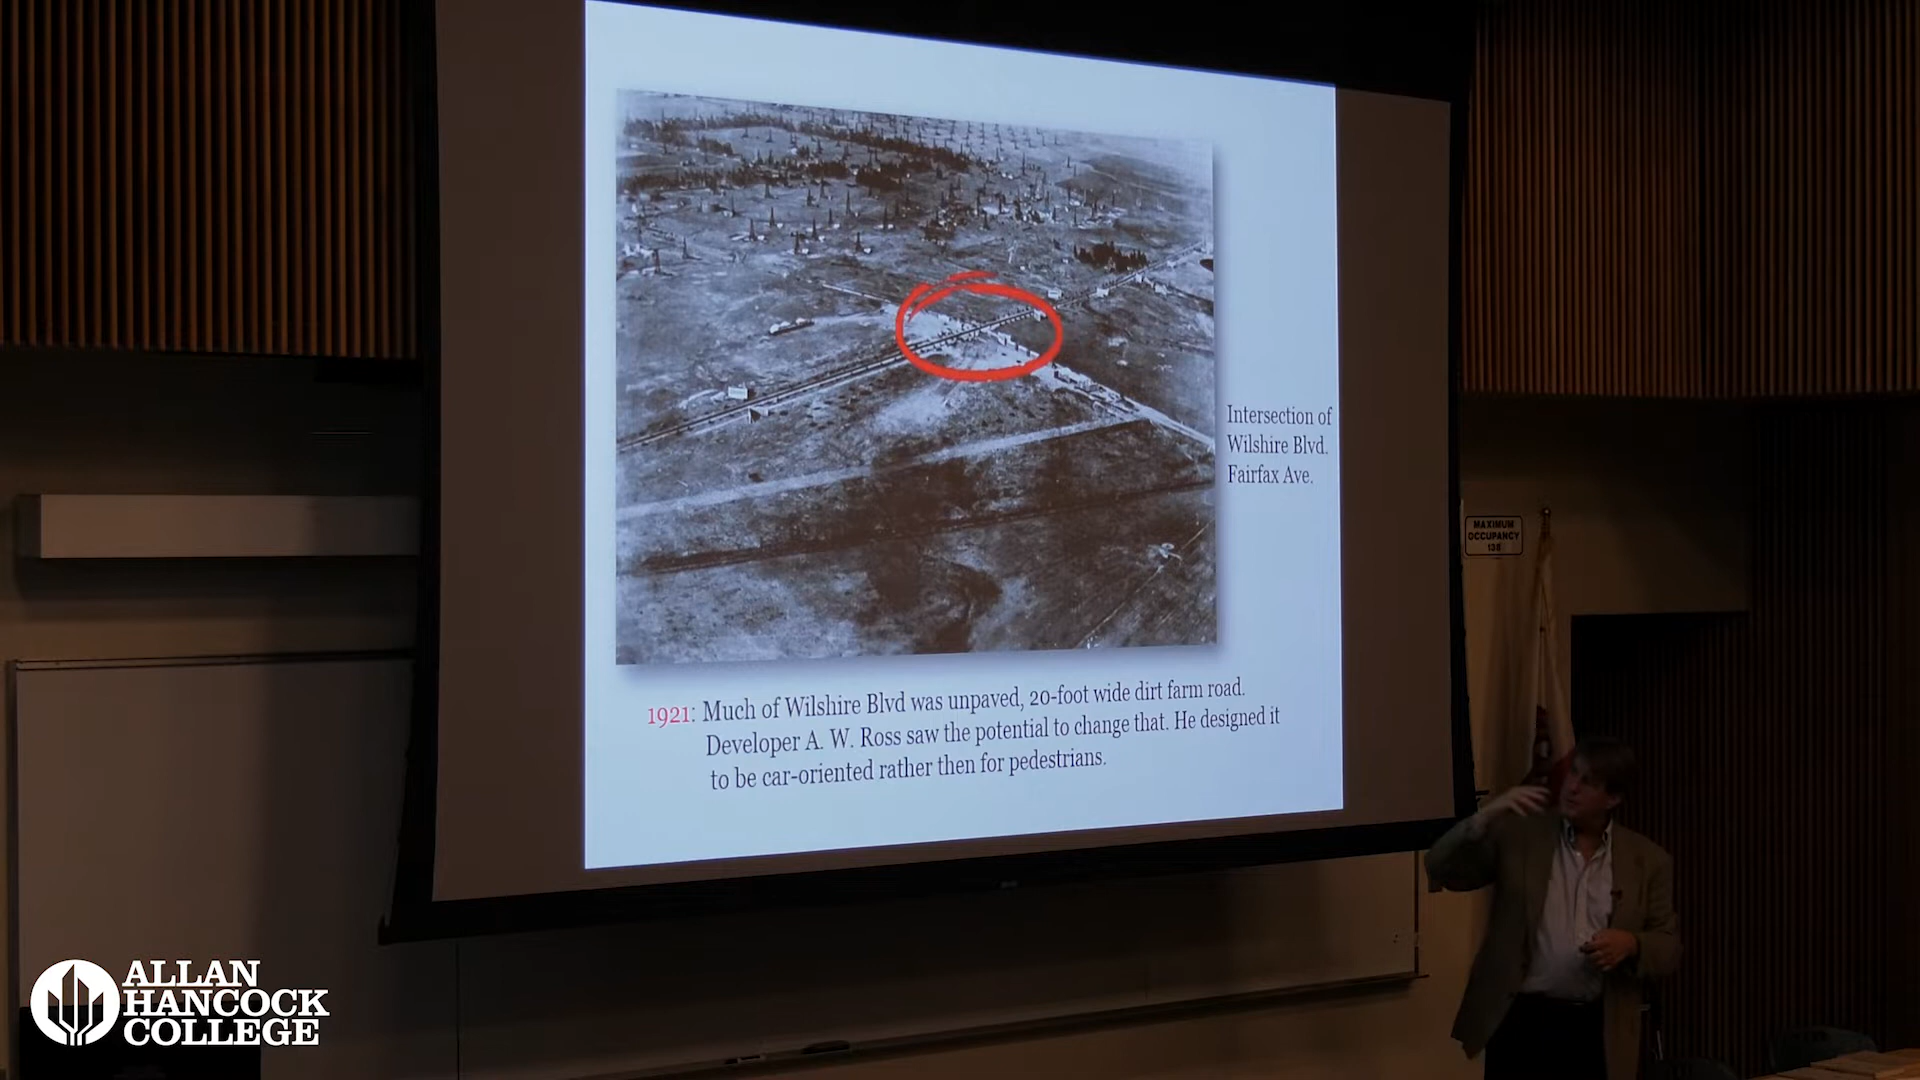 Intersection of
Wilshire Blvd.
Fairfax Ave.
1921: Much of Wilshire Blvd was unpaved, 20-foot wide dirt farm road.
Developer A. W. Ross saw the potential to change that. He designed it
to be car-oriented rather then for pedestrians.
MAXIMUM
OCCUPANCY
138
ALLAN
HANCOCK
COLLEGE